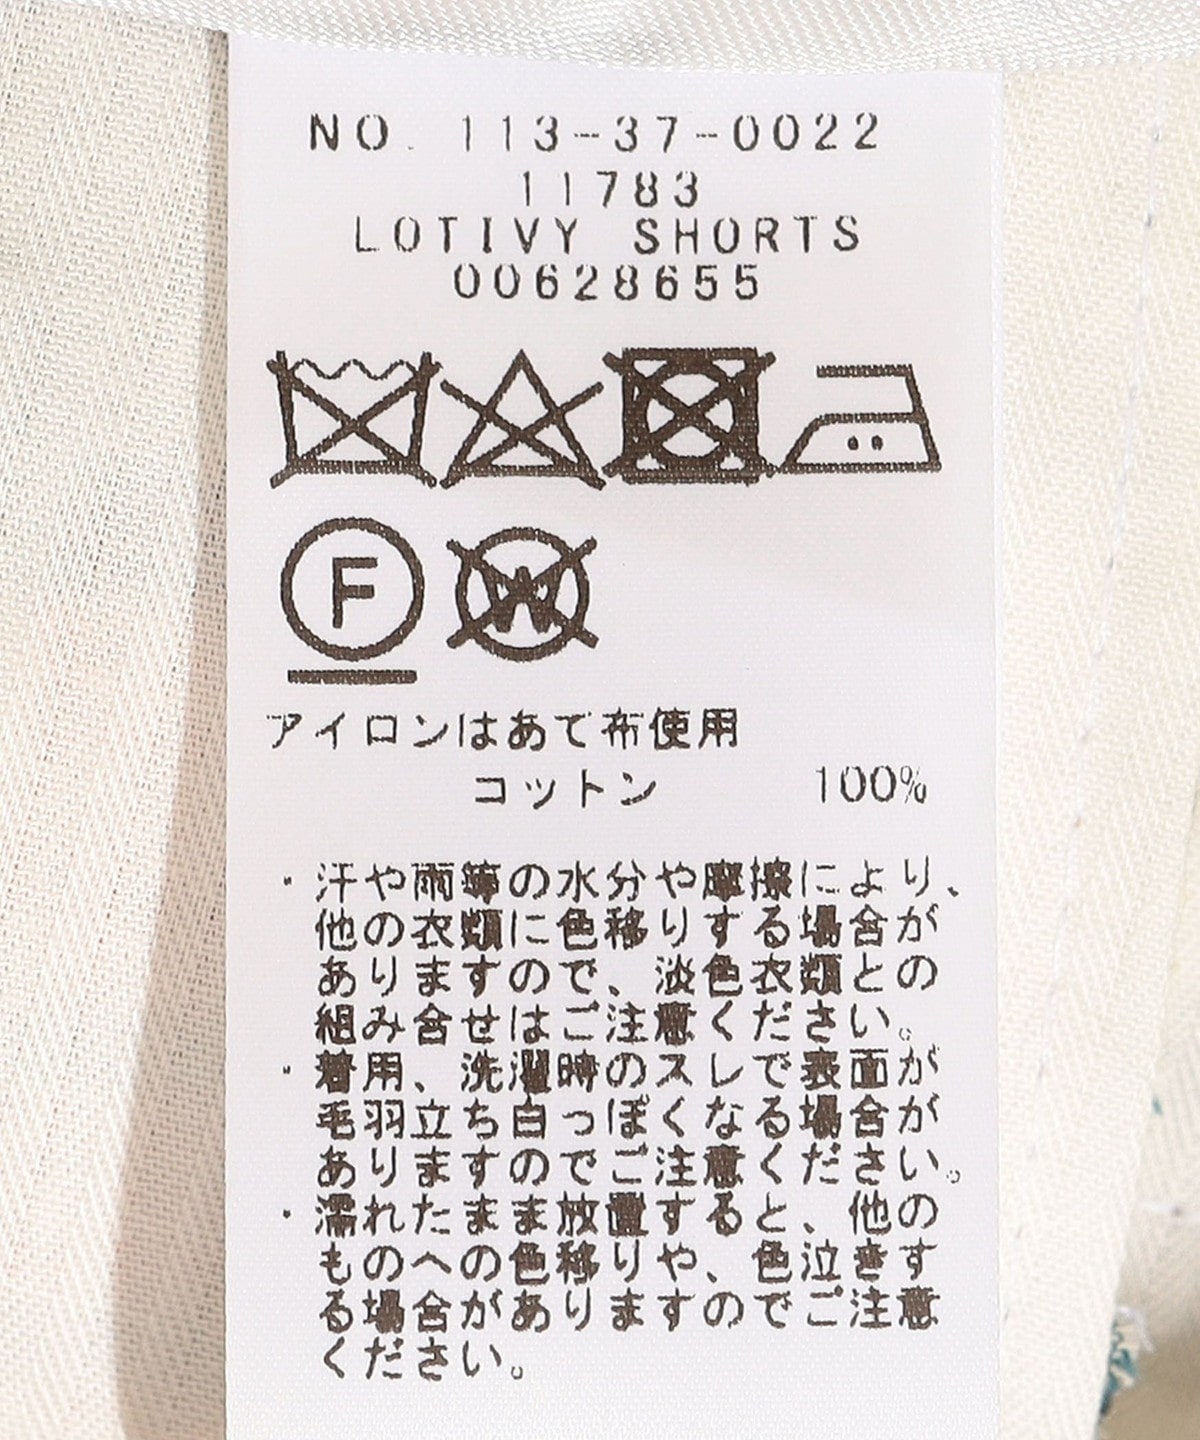 NO. 113-37-0022
11783
LOTIVY SHORTS
00628655
F W
アイロンはあて布使用
コットン 100%
・汗や雨等の水分や摩擦により、
他の衣類に色移りする場合が
ありますので、淡色衣類との
組み合せはご注意ください。
・着用、洗濯時のスレで表面が
毛羽立ち白っぽくなる場合が
ありますのでご注意ください。
・濡れたまま放置すると、他の
ものへの色移りや、色泣きす
る場合がありますのでご注意
ください。